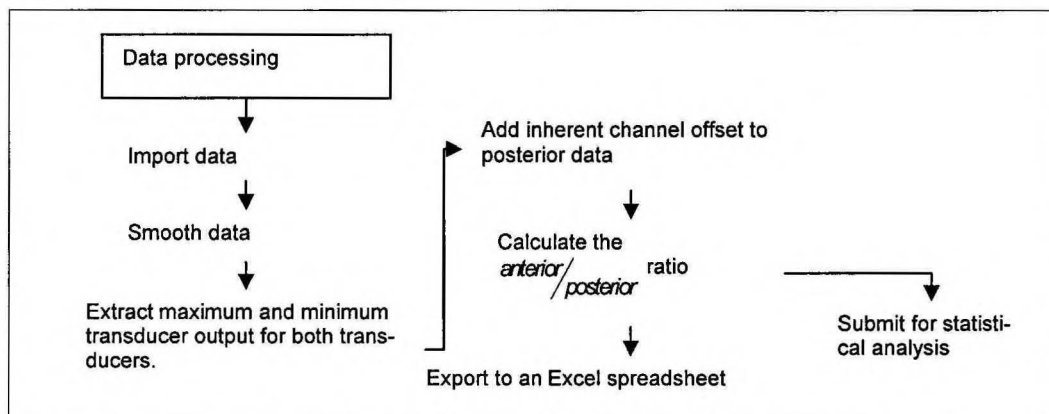 Data processing
Import data
Smooth data
Extract maximum and minimum
transducer output for both trans-
ducers.
Add inherent channel offset to
posterior data
Calculate the
anterior/posterior ratio
Export to an Excel spreadsheet
Submit for statisti-
cal analysis